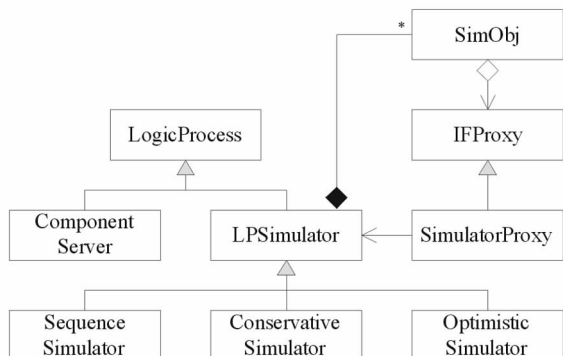 *
SimObj
LogicProcess
IFProxy
Component
Server
LPSimulator
SimulatorProxy
Sequence
Simulator
Conservative
Simulator
Optimistic
Simulator